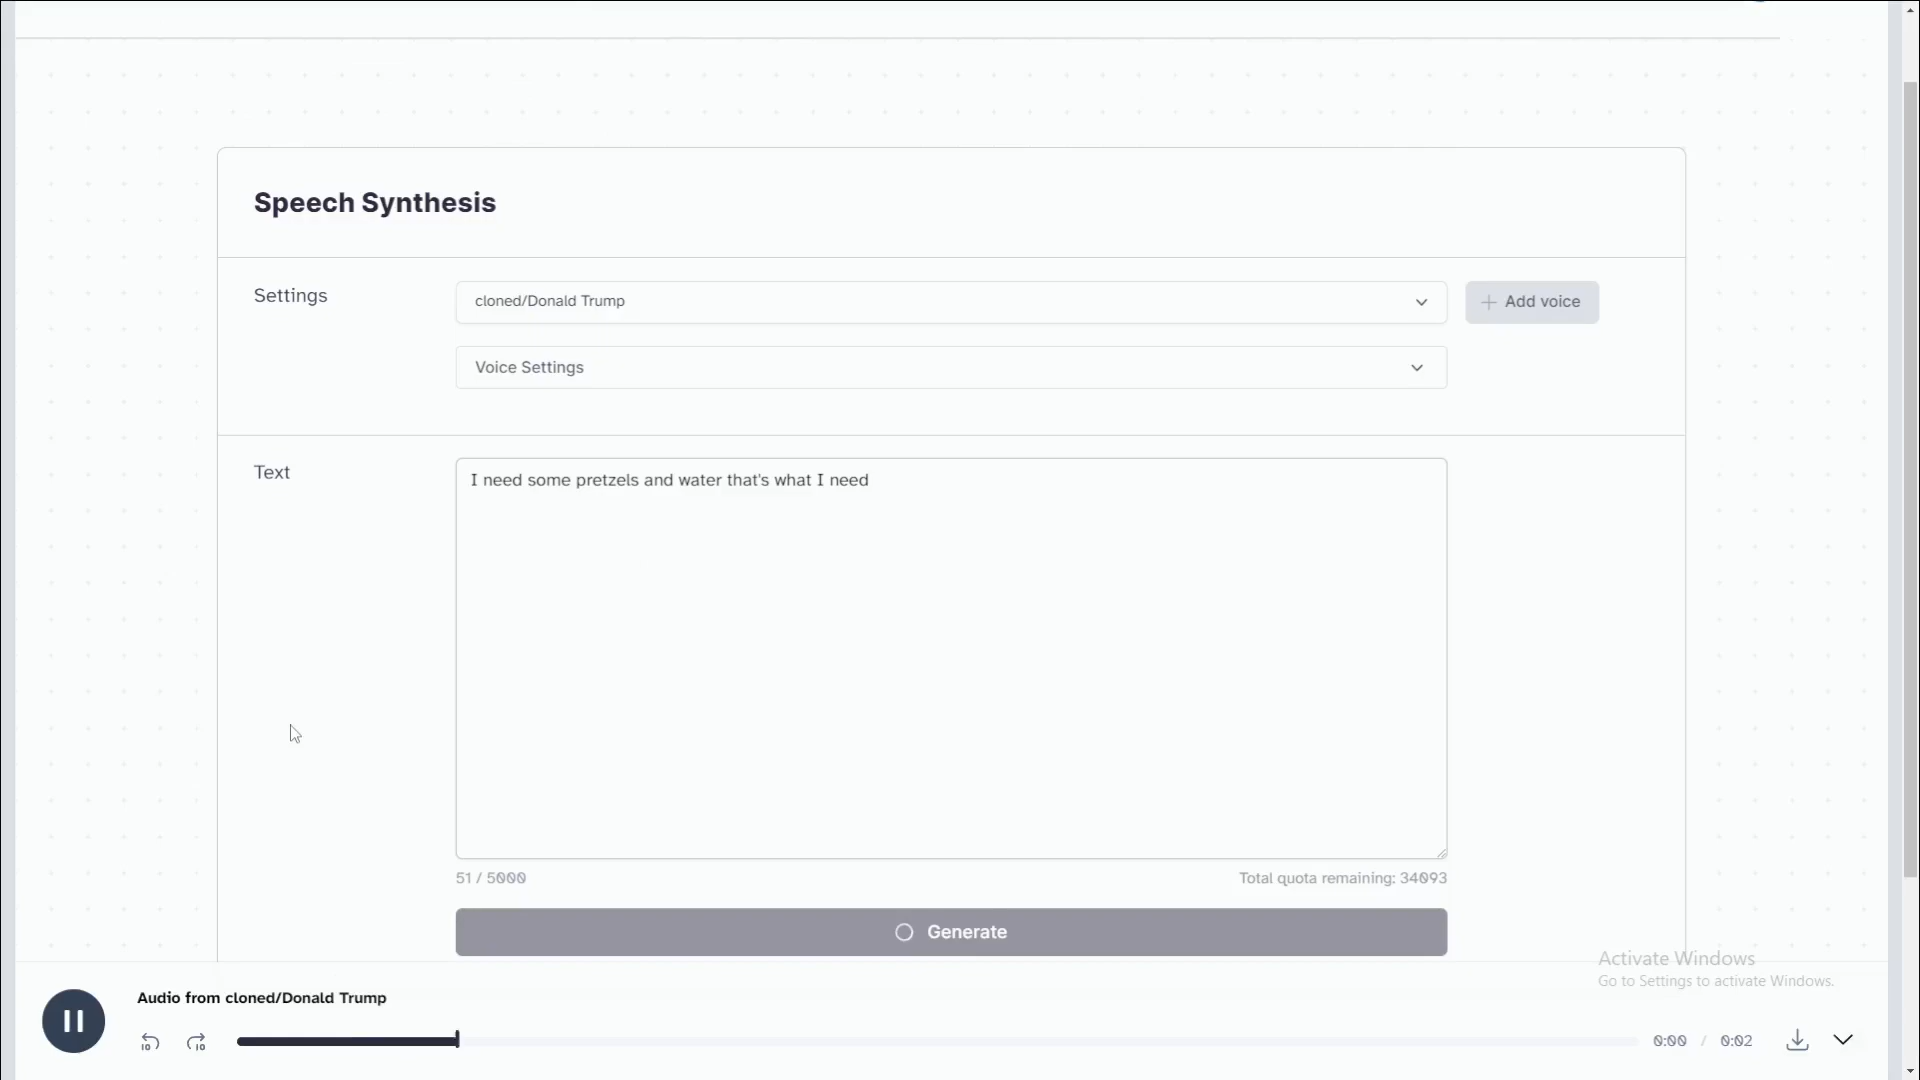 Speech Synthesis
Settings
cloned/Donald Trump
Add voice
Voice Settings
Text
I need some pretzels and water that's what I need
51 / 5000
Total quota remaining: 34093
Generate
Activate Windows
Go to Settings to activate Windows.
Audio from cloned/Donald Trump
10
10
0:00 / 0:02